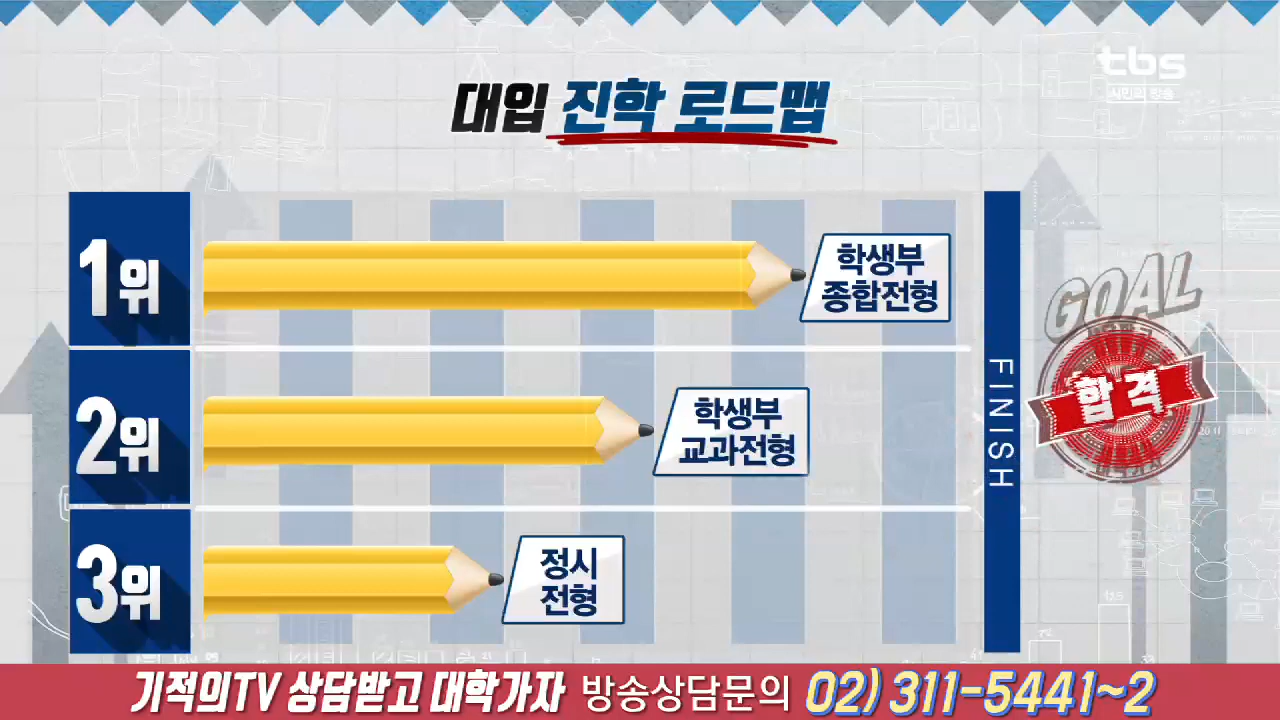 tbs
시민의 방송
대입 진학 로드맵
1위
학생부
종합전형
2위
학생부
교과전형
3위
정시
전형
FINISH
GOAL
합격
기적의TV 상담받고 대학가자 방송상담문의 02) 311-5441~2